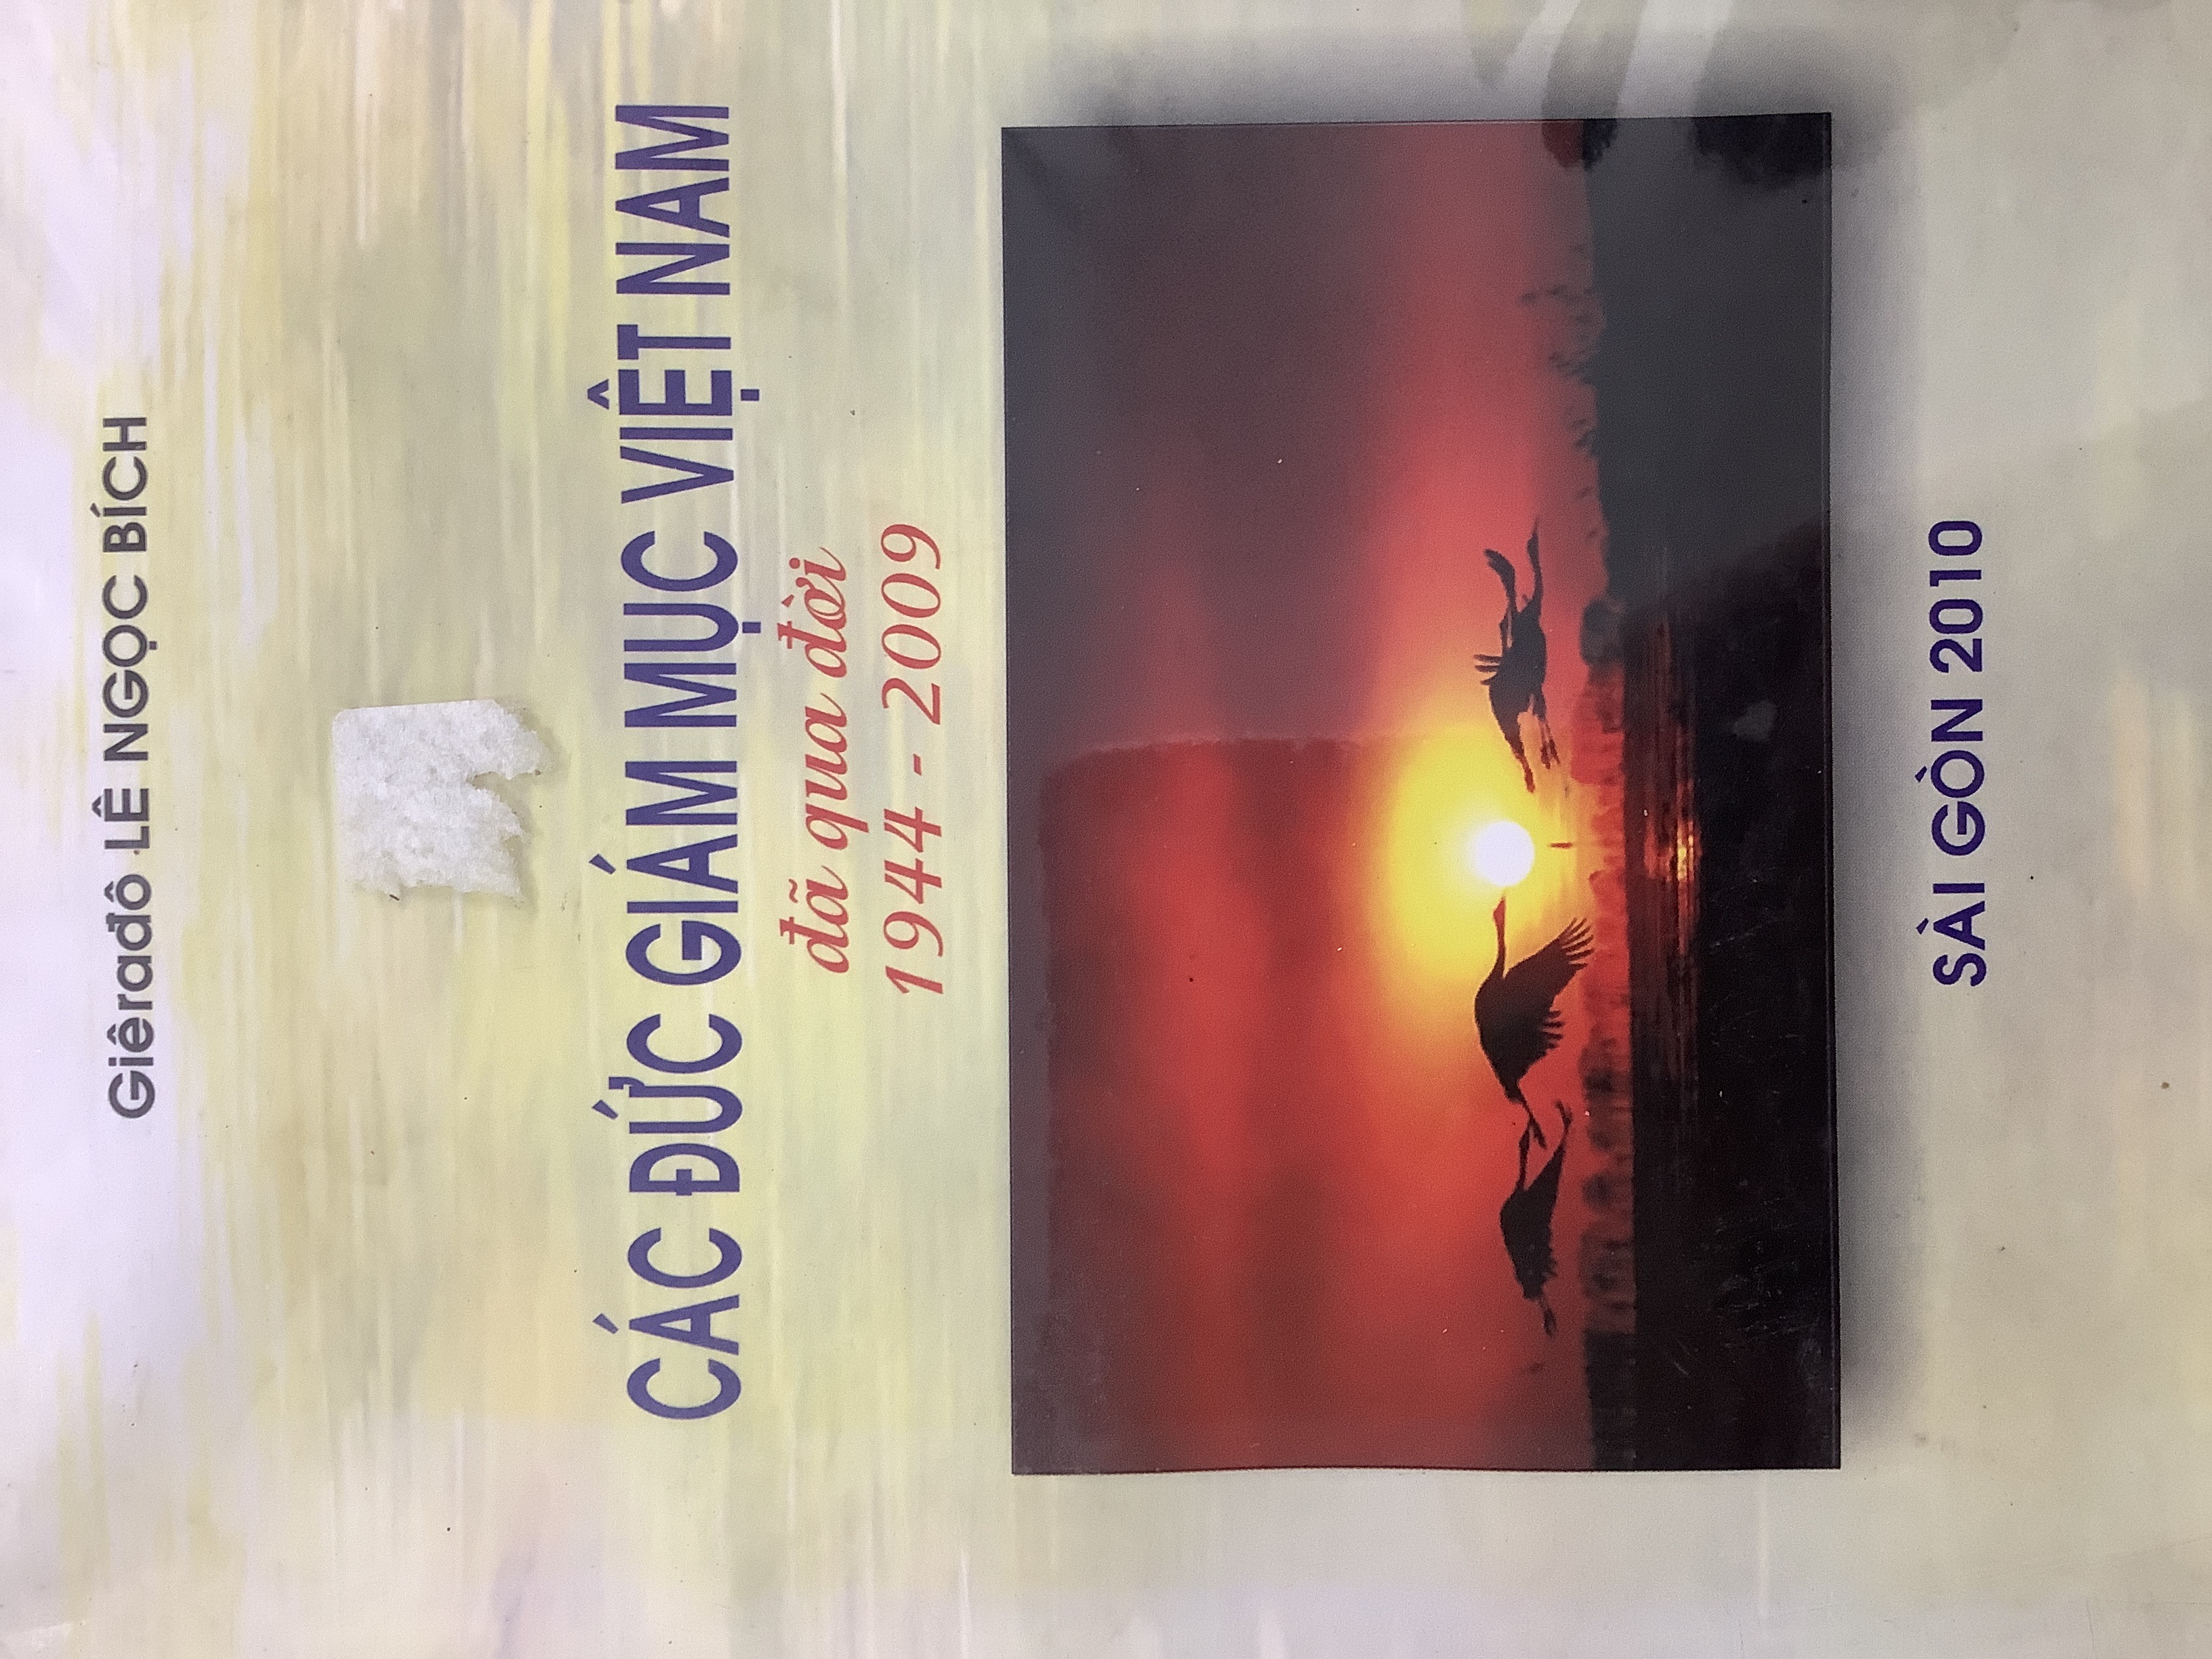 Giêrađô LÊ NGỌC BÍCH
CÁC ĐỨC GIÁM MỤC VIỆT NAM
đã qua đời
1944 - 2009
SÀI GÒN 2010